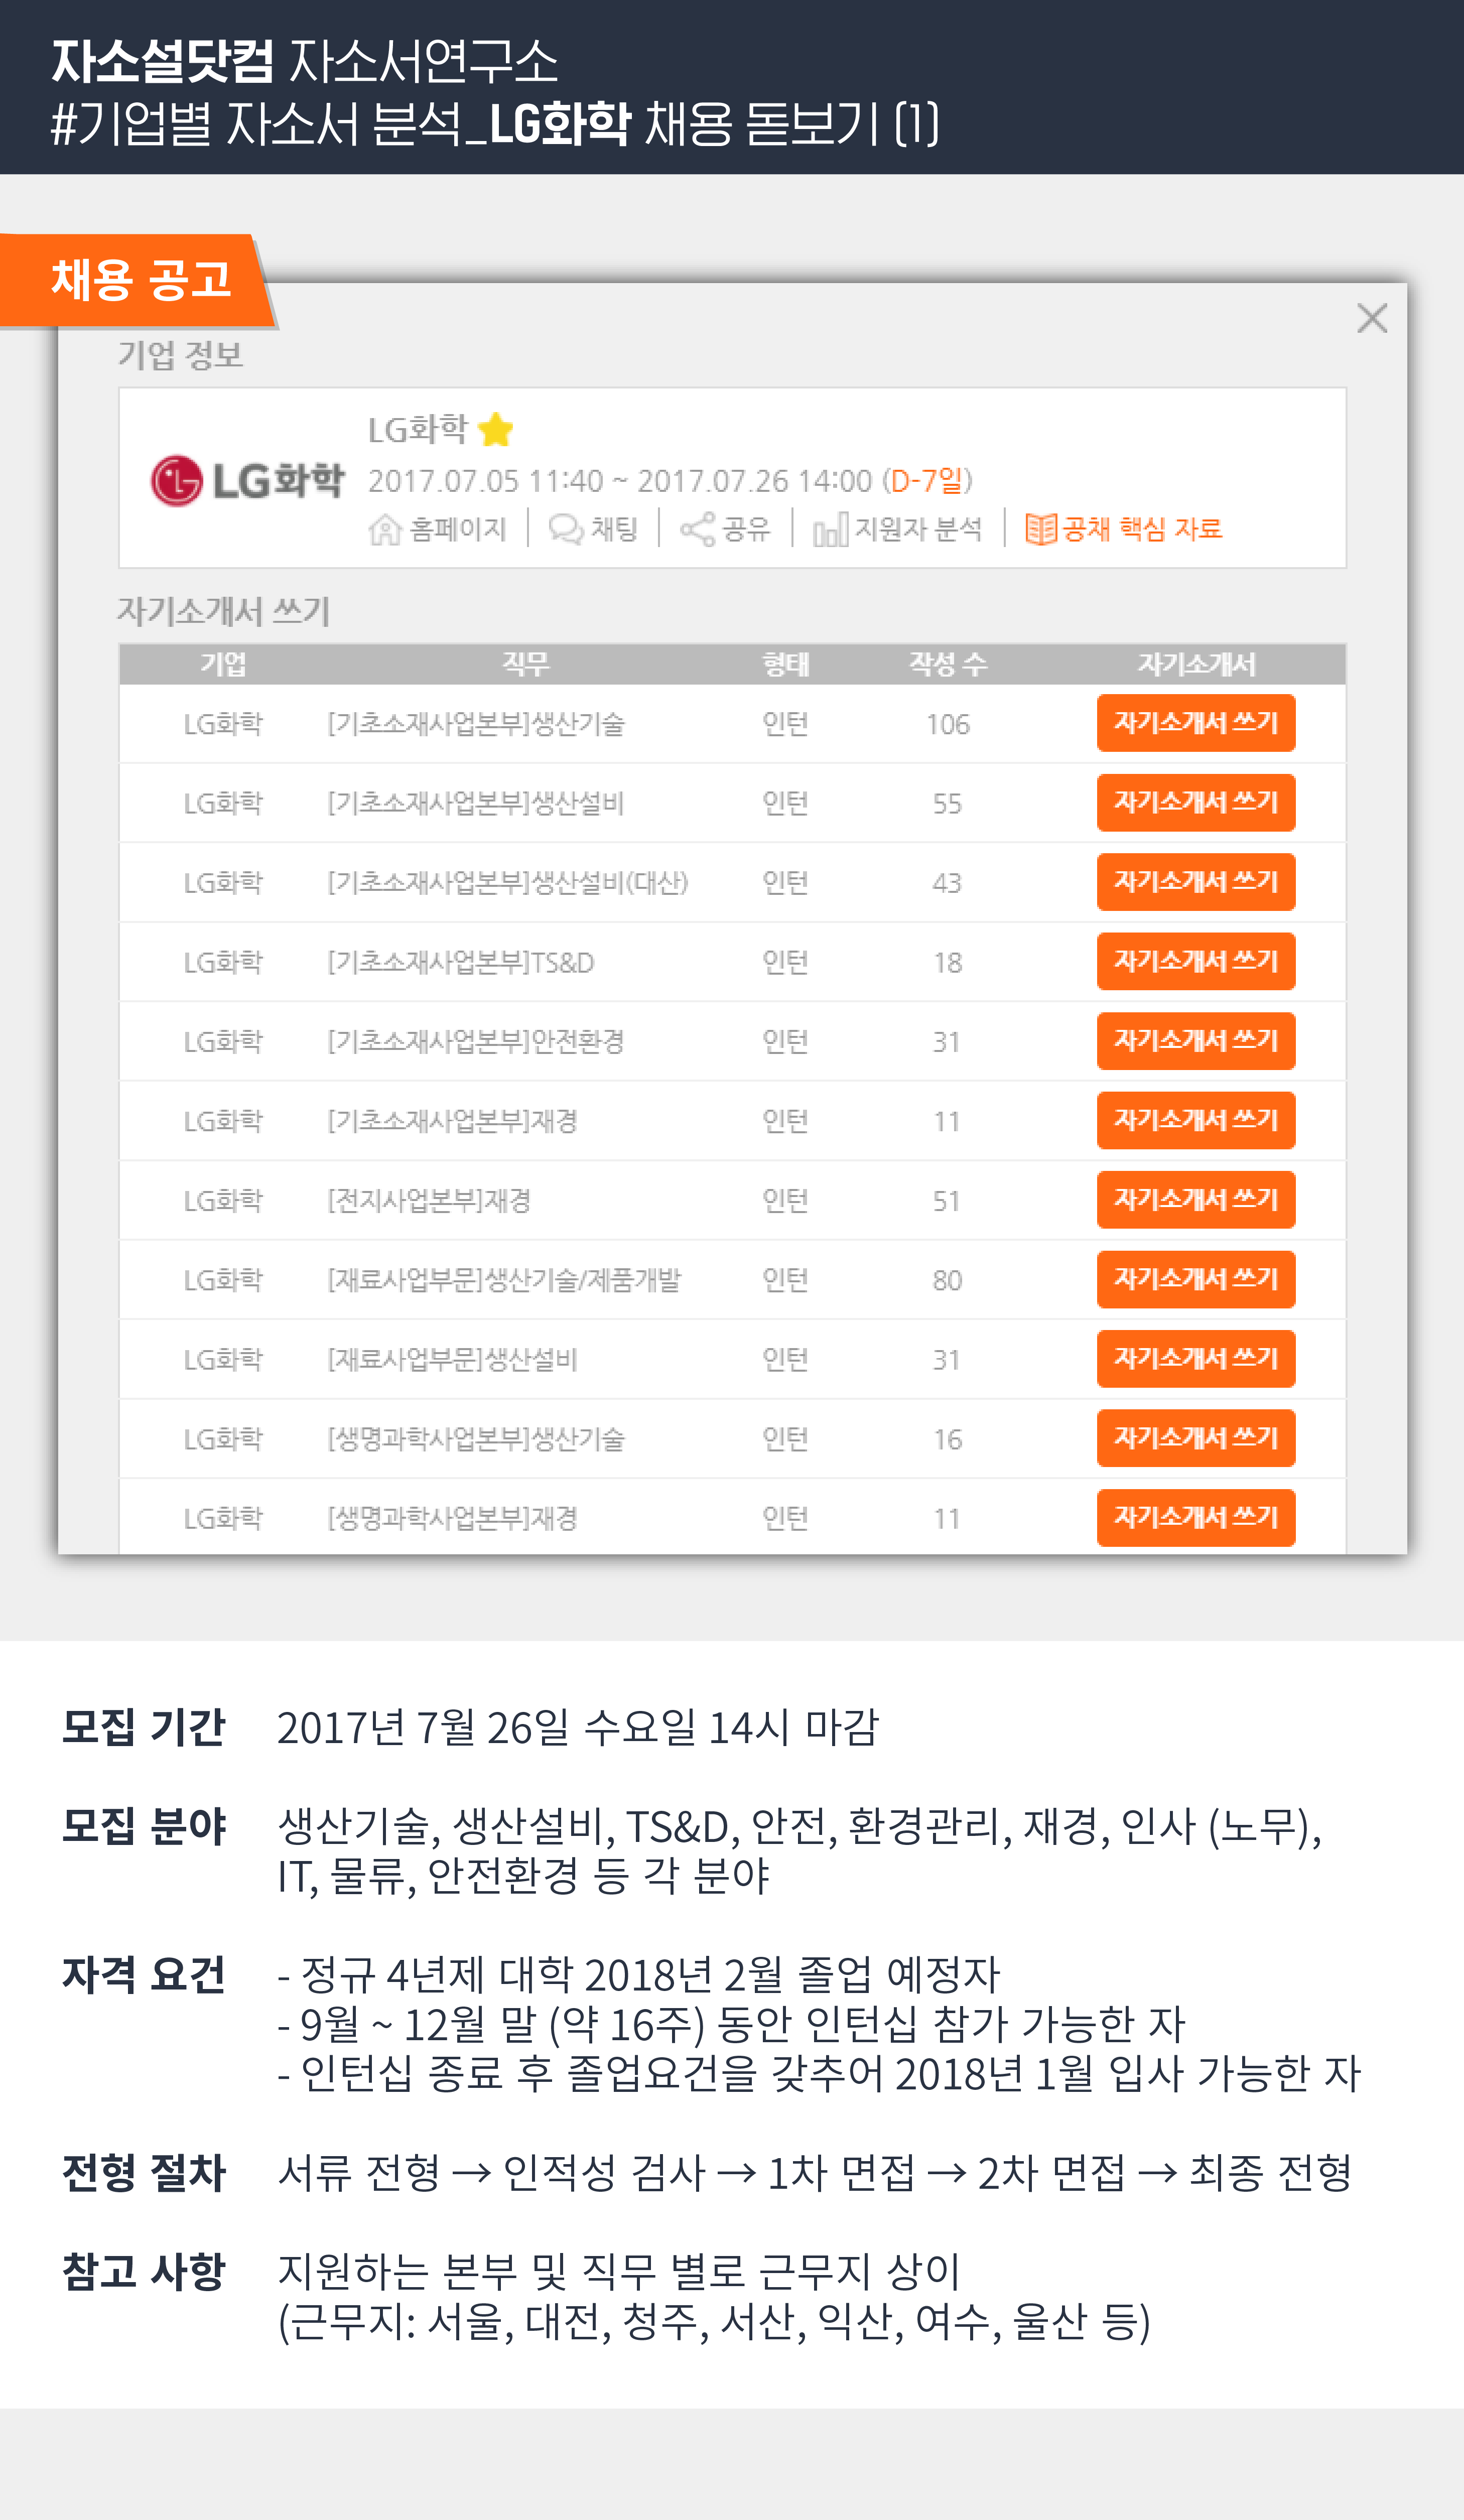 자소설닷컴 자소서연구소
#기업별 자소서 분석_LG화학 채용 돋보기 (1)
채용 공고
기업 정보
LG화학
LG화학
2017.07.05 11:40 ~ 2017.07.26 14:00 (D-7일)
홈페이지 채팅 공유 지원자 분석 공채 핵심 자료
자기소개서 쓰기
기업 직무 형태 작성 수 자기소개서
LG화학 [기초소재사업본부]생산기술 인턴 106 자기소개서 쓰기
LG화학 [기초소재사업본부]생산설비 인턴 55 자기소개서 쓰기
LG화학 [기초소재사업본부]생산설비(대산) 인턴 43 자기소개서 쓰기
LG화학 [기초소재사업본부]TS&D 인턴 18 자기소개서 쓰기
LG화학 [기초소재사업본부]안전환경 인턴 31 자기소개서 쓰기
LG화학 [기초소재사업본부]재경 인턴 11 자기소개서 쓰기
LG화학 [전지사업본부]재경 인턴 51 자기소개서 쓰기
LG화학 [재료사업부문]생산기술/제품개발 인턴 80 자기소개서 쓰기
LG화학 [재료사업부문]생산설비 인턴 31 자기소개서 쓰기
LG화학 [생명과학사업본부]생산기술 인턴 16 자기소개서 쓰기
LG화학 [생명과학사업본부]재경 인턴 11 자기소개서 쓰기
모집 기간 2017년 7월 26일 수요일 14시 마감
모집 분야 생산기술, 생산설비, TS&D, 안전, 환경관리, 재경, 인사 (노무),
IT, 물류, 안전환경 등 각 분야
자격 요건 - 정규 4년제 대학 2018년 2월 졸업 예정자
- 9월 ~ 12월 말 (약 16주) 동안 인턴십 참가 가능한 자
- 인턴십 종료 후 졸업요건을 갖추어 2018년 1월 입사 가능한 자
전형 절차 서류 전형 → 인적성 검사 → 1차 면접 → 2차 면접 → 최종 전형
참고 사항 지원하는 본부 및 직무 별로 근무지 상이
(근무지: 서울, 대전, 청주, 서산, 익산, 여수, 울산 등)